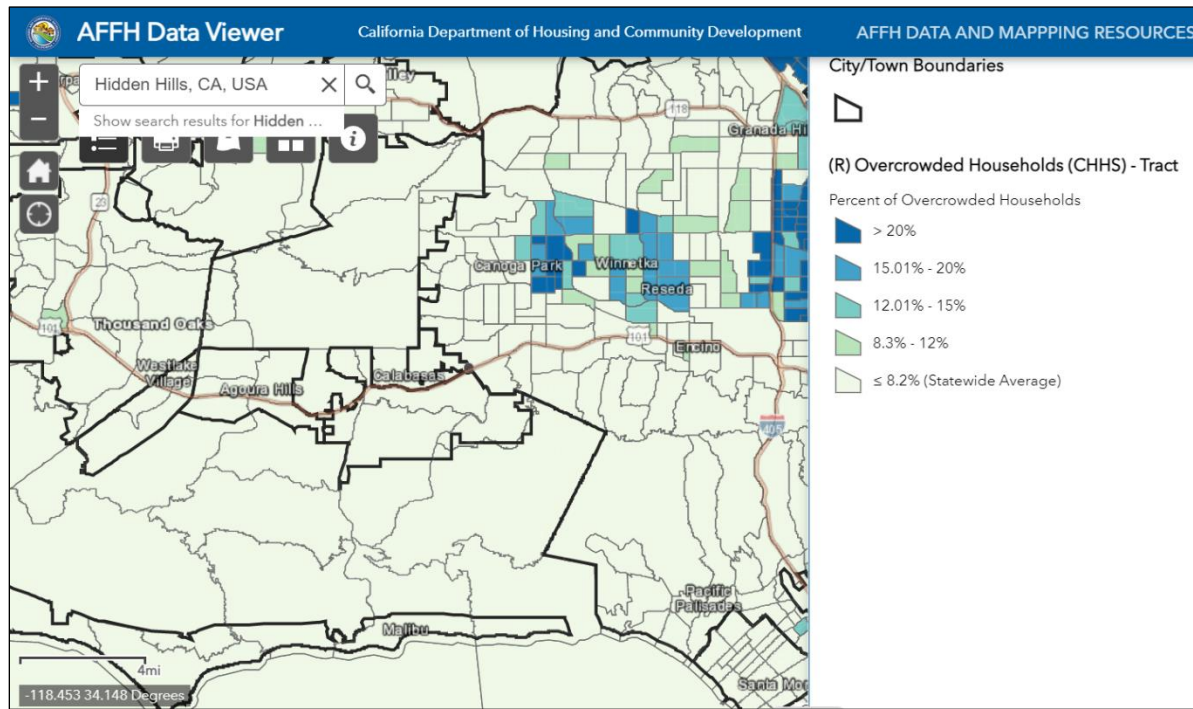 AFFH Data Viewer
California Department of Housing and Community Development
AFFH DATA AND MAPPPING RESOURCES
+
−
Hidden Hills, CA, USA
Show search results for Hidden ...
118
Granada Hi
23
Canoga Park
Winnetka
Reseda
101
Thousand Oaks
101
Encino
Westlake
Village
Agoura Hills
Calabasas
405
Pacific
Palisades
Malibu
Santa Mon
4mi
-118.453 34.148 Degrees
City/Town Boundaries
(R) Overcrowded Households (CHHS) - Tract
Percent of Overcrowded Households
> 20%
15.01% - 20%
12.01% - 15%
8.3% - 12%
≤ 8.2% (Statewide Average)